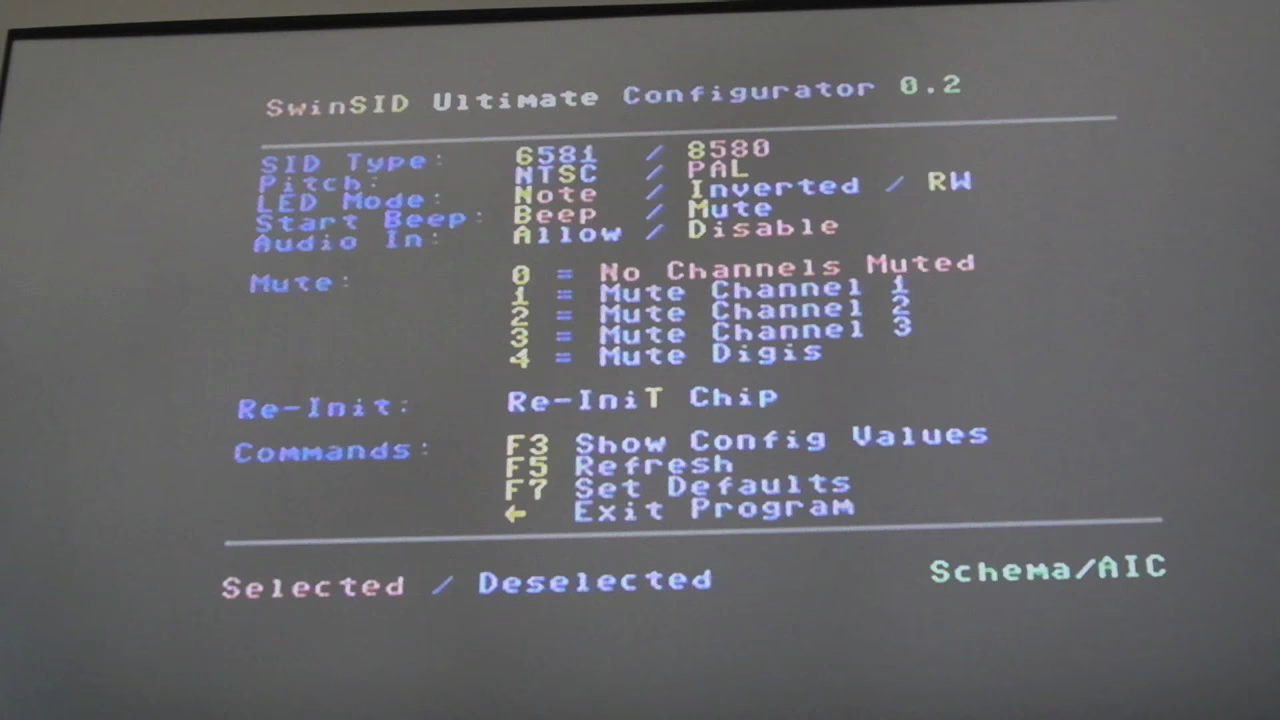 SwinSID Ultimate Configurator 0.2
SID Type: 6581 / 8580
Pitch: NTSC / PAL
LED Mode: Note / Inverted / RW
Start Beep: Beep / Mute
Audio In: Allow / Disable
Mute: 0 = No Channels Muted
1 = Mute Channel 1
2 = Mute Channel 2
3 = Mute Channel 3
4 = Mute Digis
Re-Init: Re-IniT Chip
Commands: F3 Show Config Values
F5 Refresh
F7 Set Defaults
← Exit Program
Selected / Deselected Schema/AIC